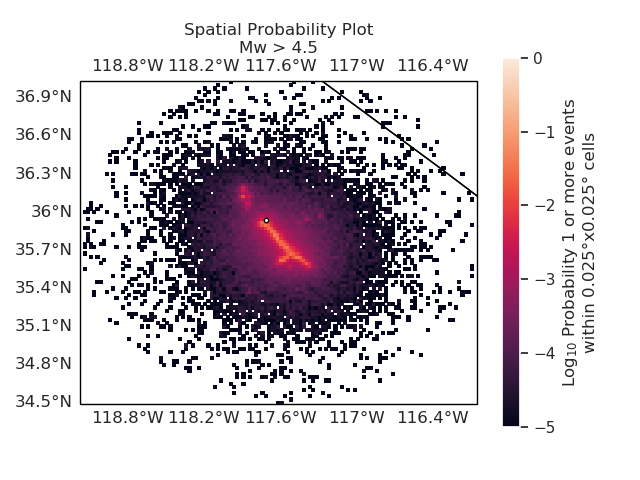 Spatial Probability Plot
Mw > 4.5
118.8°W 118.2°W 117.6°W 117°W 116.4°W
36.9°N
36.6°N
36.3°N
36°N
35.7°N
35.4°N
35.1°N
34.8°N
34.5°N
118.8°W 118.2°W 117.6°W 117°W 116.4°W
0
−1
−2
−3
−4
−5
Log₁₀ Probability 1 or more events
within 0.025°x0.025° cells